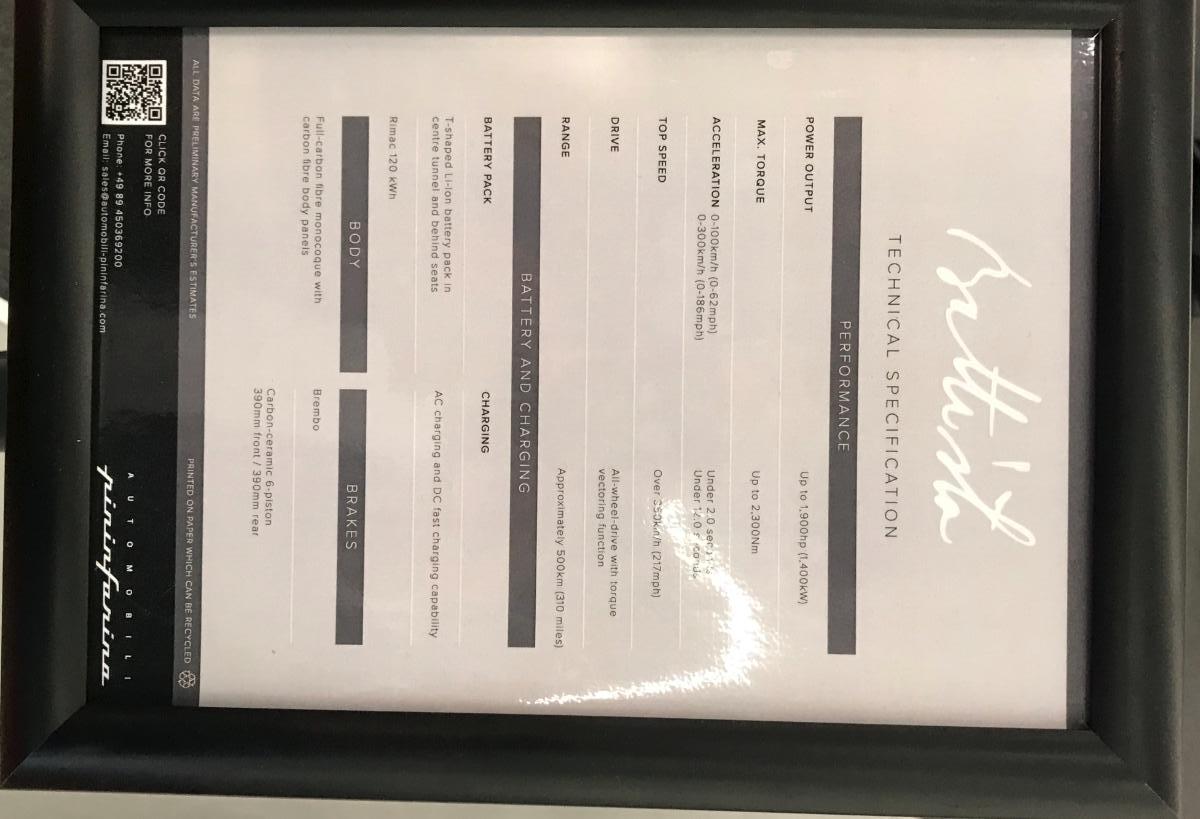 Battista
TECHNICAL SPECIFICATION
PERFORMANCE
POWER OUTPUT Up to 1,900hp (1,400kW)
MAX. TORQUE Up to 2,300Nm
ACCELERATION 0-100km/h (0-62mph) Under 2.0 seconds
0-300km/h (0-186mph) Under 12.0 seconds
TOP SPEED Over 350km/h (217mph)
DRIVE All-wheel-drive with torque
vectoring function
RANGE Approximately 500km (310 miles)
BATTERY AND CHARGING
BATTERY PACK CHARGING
T-shaped Li-Ion battery pack in
centre tunnel and behind seats
AC charging and DC fast charging capability
Rimac 120 kWh
BODY
Full-carbon fibre monocoque with
carbon fibre body panels
BRAKES
Brembo
Carbon-ceramic 6-piston
390mm front / 390mm rear
ALL DATA ARE PRELIMINARY MANUFACTURER'S ESTIMATES PRINTED ON PAPER WHICH CAN BE RECYCLED
CLICK QR CODE
FOR MORE INFO
Phone: +49 89 450369200
Email: sales@automobili-pininfarina.com
AUTOMOBILI
pininfarina